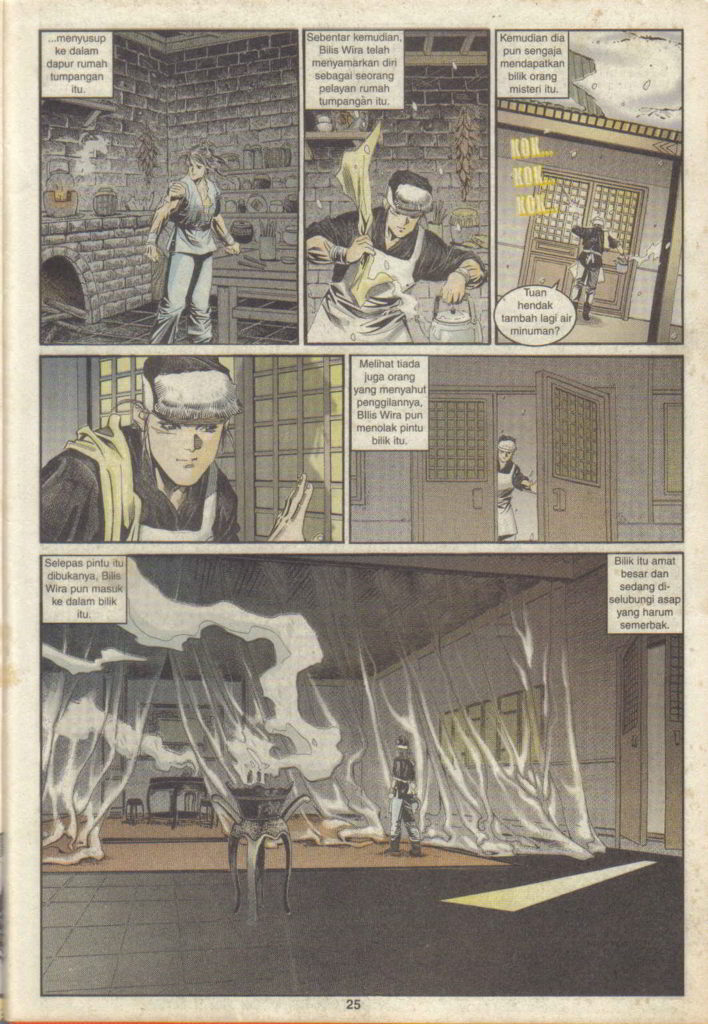 ...menyusup
ke dalam
dapur rumah
tumpangan
itu.
Sebentar kemudian,
Bilis Wira telah
menyamarkan diri
sebagai seorang
pelayan rumah
tumpangan itu.
Kemudian dia
pun sengaja
mendapatkan
bilik orang
misteri itu.
KOK...
KOK...
KOK...
Tuan
hendak
tambah lagi air
minuman?
Melihat tiada
juga orang
yang menyahut
penggilannya,
BIlis Wira pun
menolak pintu
bilik itu.
Selepas pintu itu
dibukanya, Bilis
Wira pun masuk
ke dalam bilik
itu.
Bilik itu amat
besar dan
sedang di-
selubungi asap
yang harum
semerbak.
25